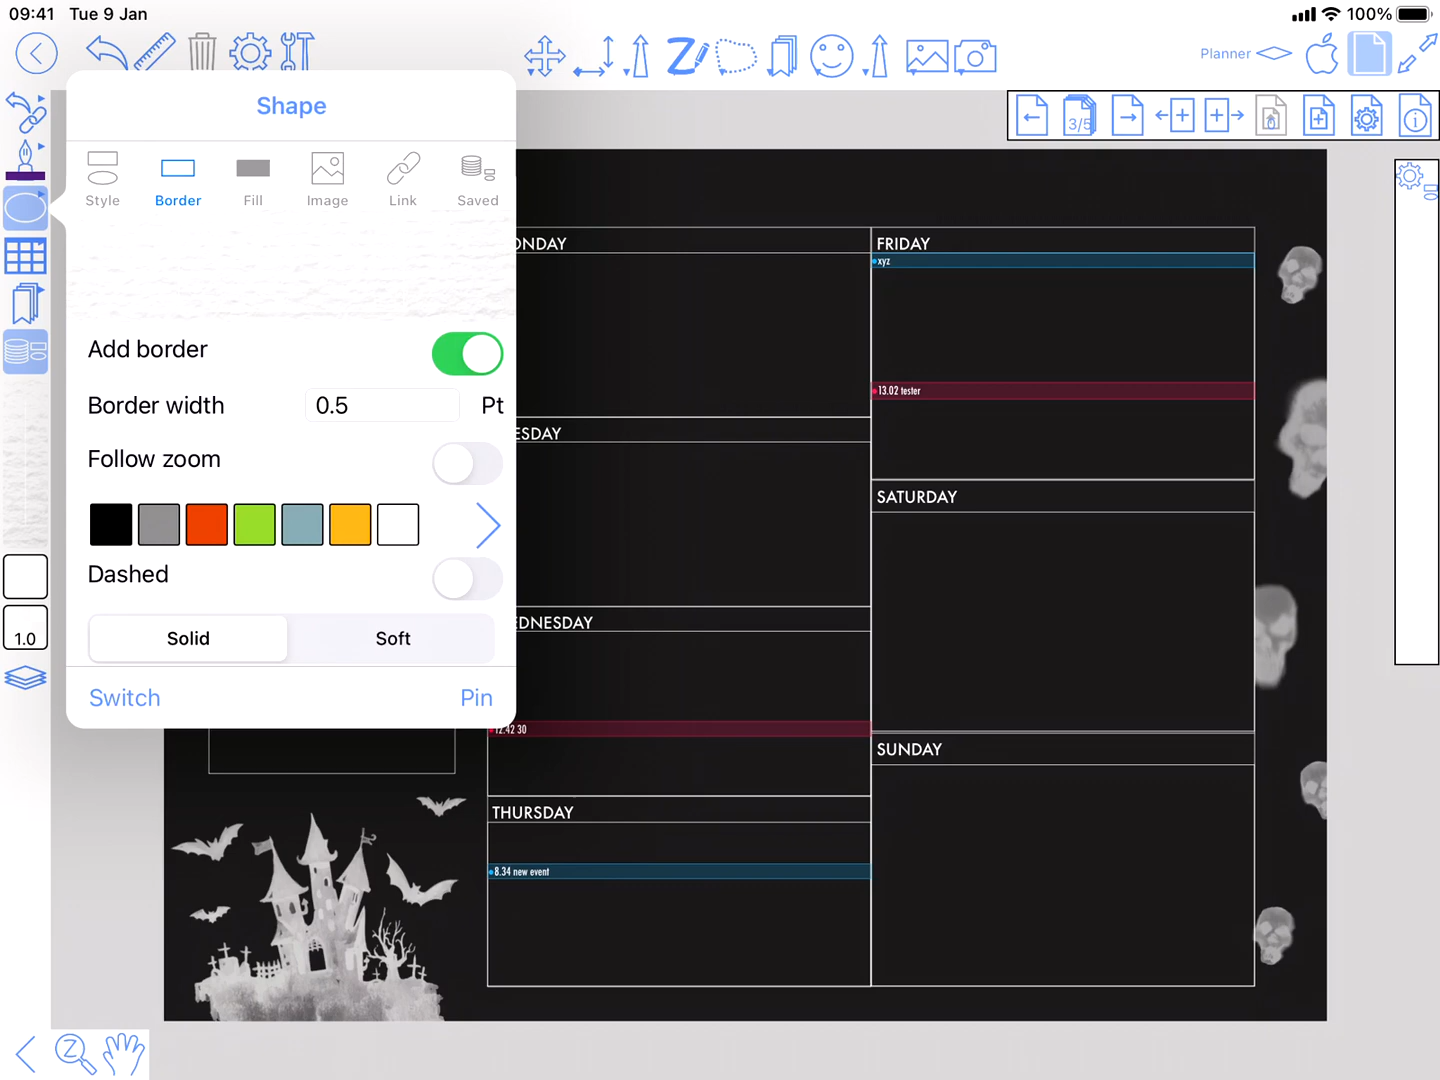 09:41 Tue 9 Jan
100%
Planner
3/5
Shape
Style
Border
Fill
Image
Link
Saved
Add border
Border width
0.5
Pt
Follow zoom
Dashed
Solid
Soft
Switch
Pin
1.0
ONDAY
ESDAY
EDNESDAY
12.42 30
THURSDAY
8.34 new event
FRIDAY
xyz
13.02 tester
SATURDAY
SUNDAY